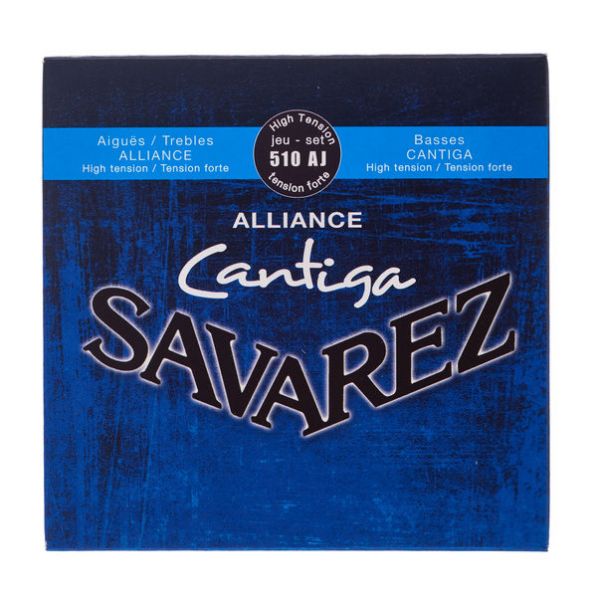 High Tension
jeu - set
510 AJ
tension forte
Aiguës / Trebles
ALLIANCE
High tension / Tension forte
Basses
CANTIGA
High tension / Tension forte
ALLIANCE
Cantiga
SAVAREZ